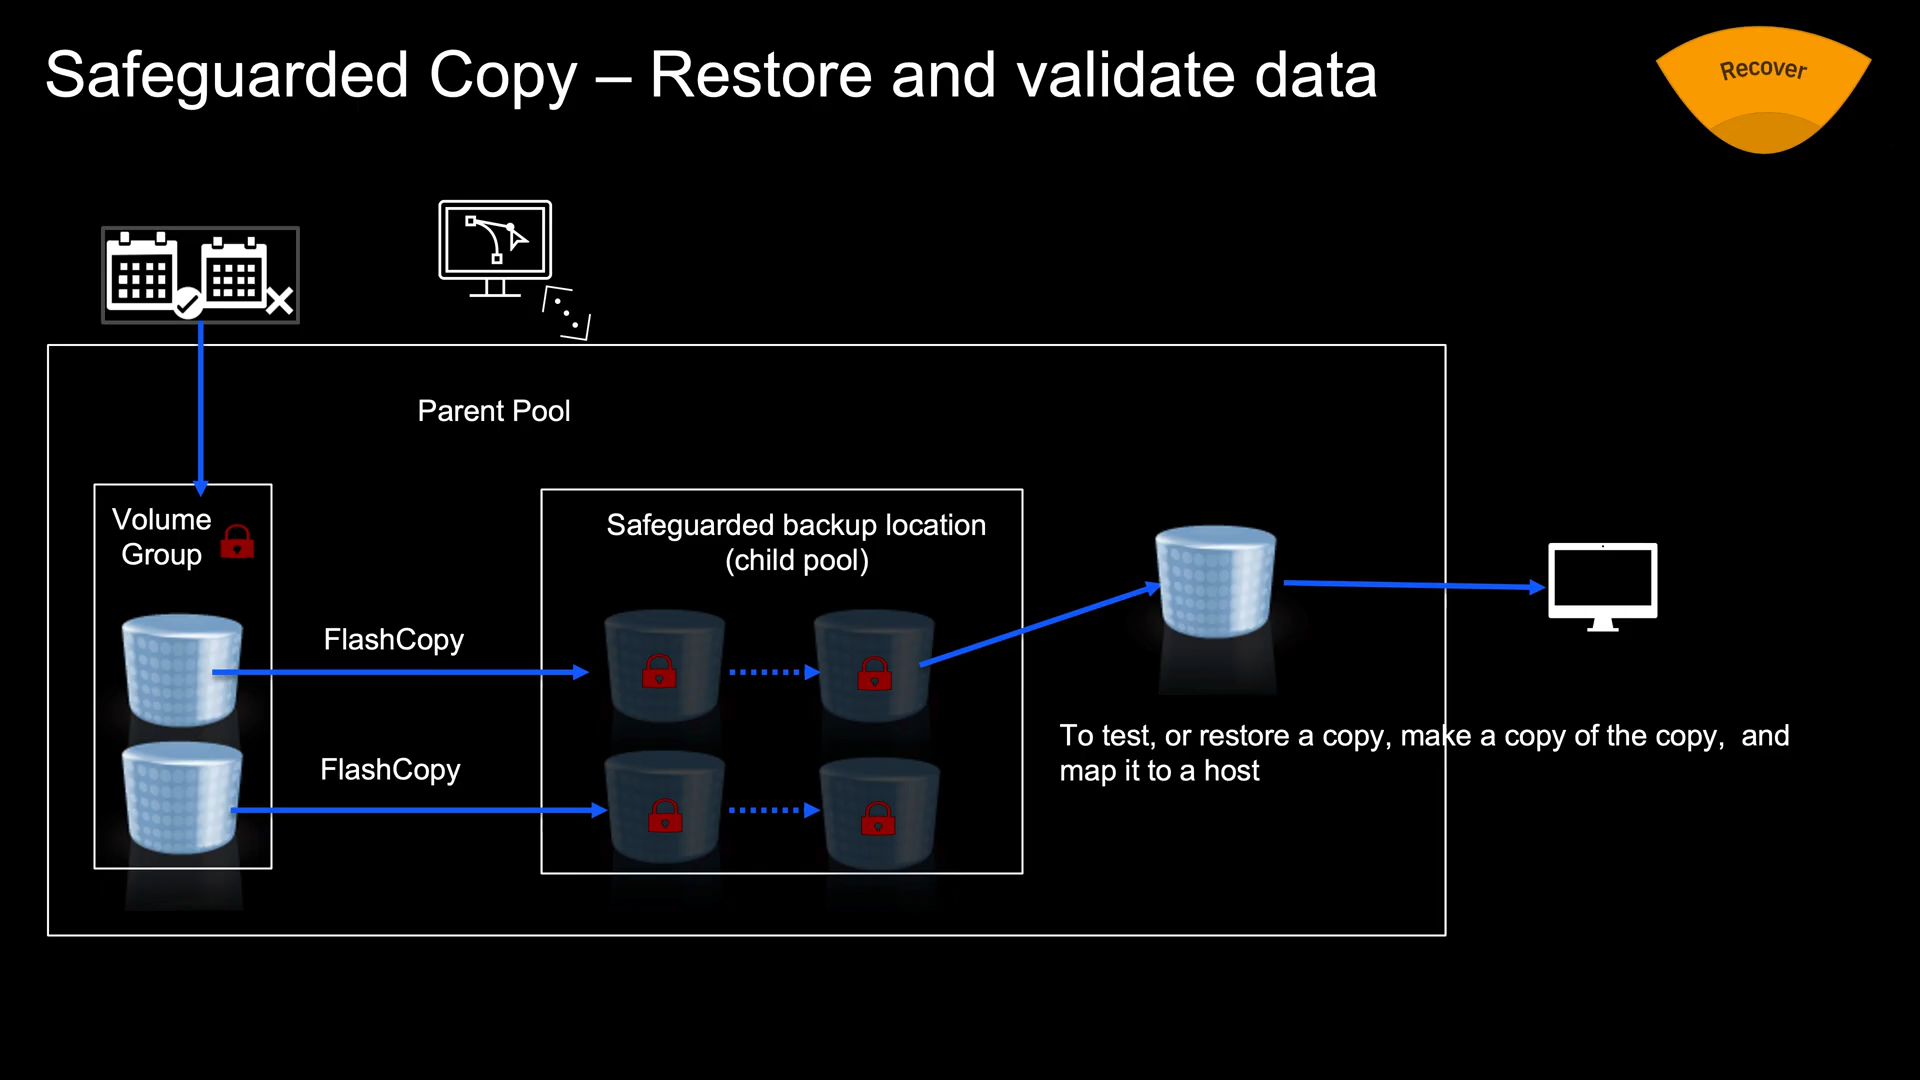 Safeguarded Copy – Restore and validate data
Recover
Parent Pool
Volume
Group
Safeguarded backup location
(child pool)
FlashCopy
FlashCopy
To test, or restore a copy, make a copy of the copy,  and
map it to a host